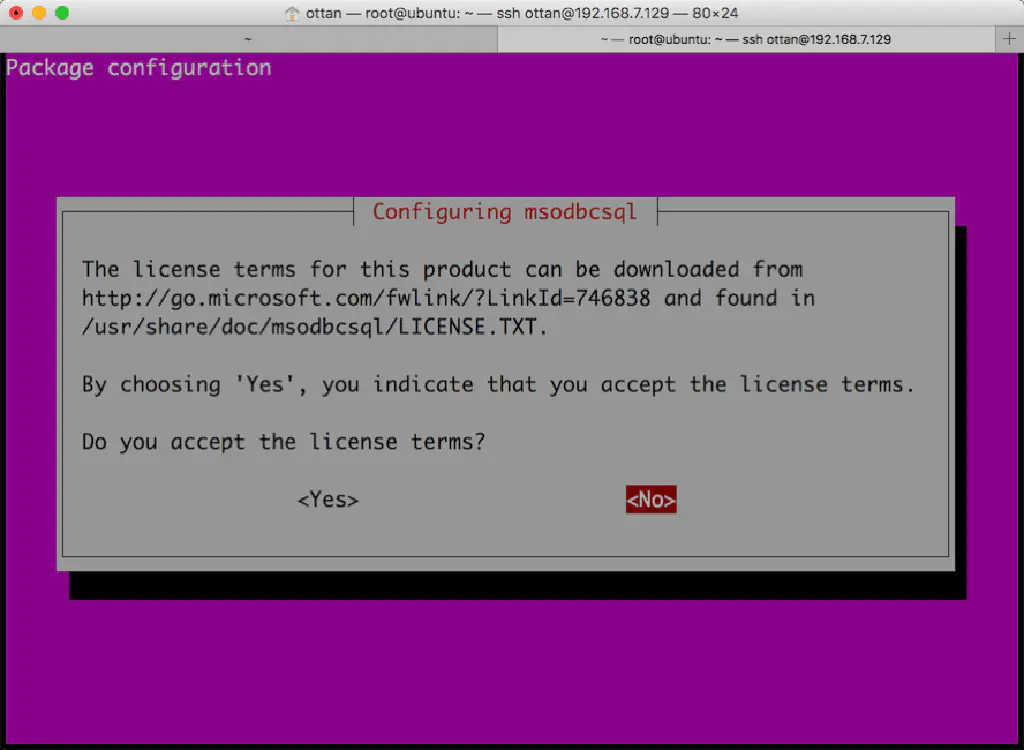 ottan — root@ubuntu: ~ — ssh ottan@192.168.7.129 — 80×24
~
~ — root@ubuntu: ~ — ssh ottan@192.168.7.129
+
Package configuration
Configuring msodbcsql
The license terms for this product can be downloaded from
http://go.microsoft.com/fwlink/?LinkId=746838 and found in
/usr/share/doc/msodbcsql/LICENSE.TXT.
By choosing 'Yes', you indicate that you accept the license terms.
Do you accept the license terms?
<Yes> <No>